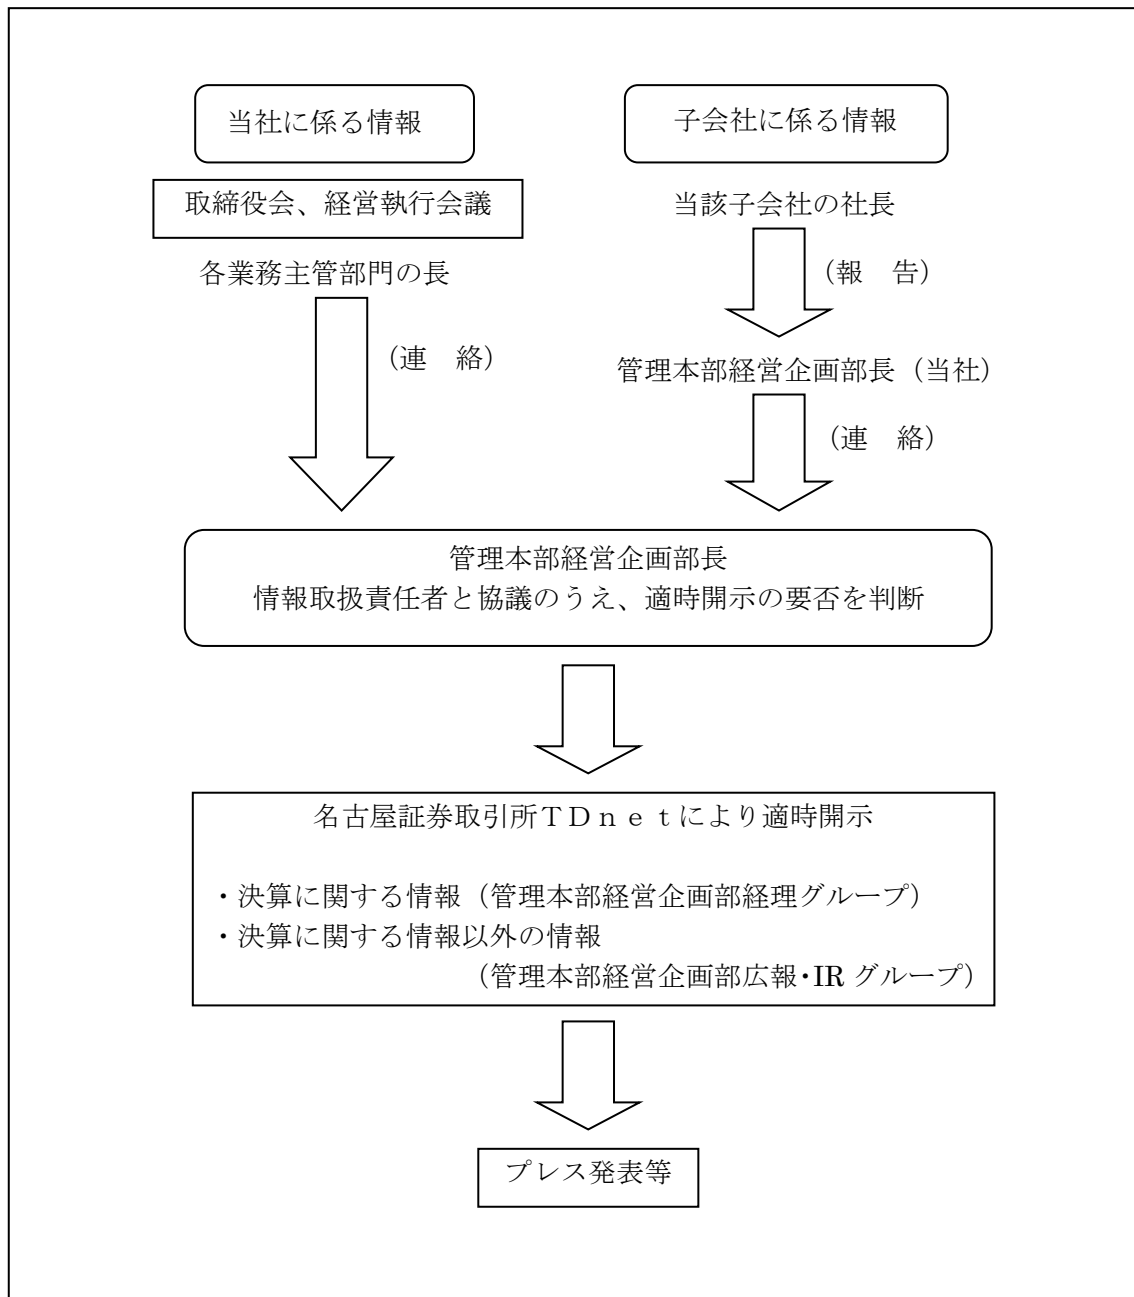 当社に係る情報
子会社に係る情報
取締役会、経営執行会議
当該子会社の社長
各業務主管部門の長
（報　告）
（連　絡）
管理本部経営企画部長（当社）
（連　絡）
管理本部経営企画部長
情報取扱責任者と協議のうえ、適時開示の要否を判断
名古屋証券取引所ＴＤｎｅｔにより適時開示
・決算に関する情報（管理本部経営企画部経理グループ）
・決算に関する情報以外の情報
（管理本部経営企画部広報・IR グループ）
プレス発表等